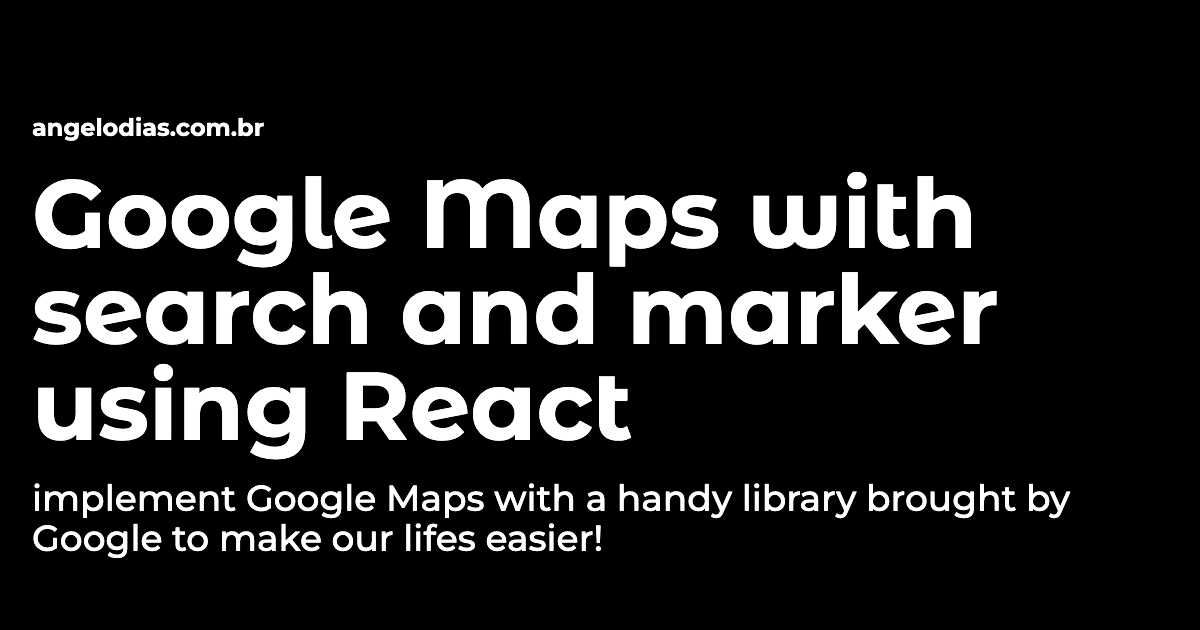 angelodias.com.br
Google Maps with
search and marker
using React
implement Google Maps with a handy library brought by
Google to make our lifes easier!